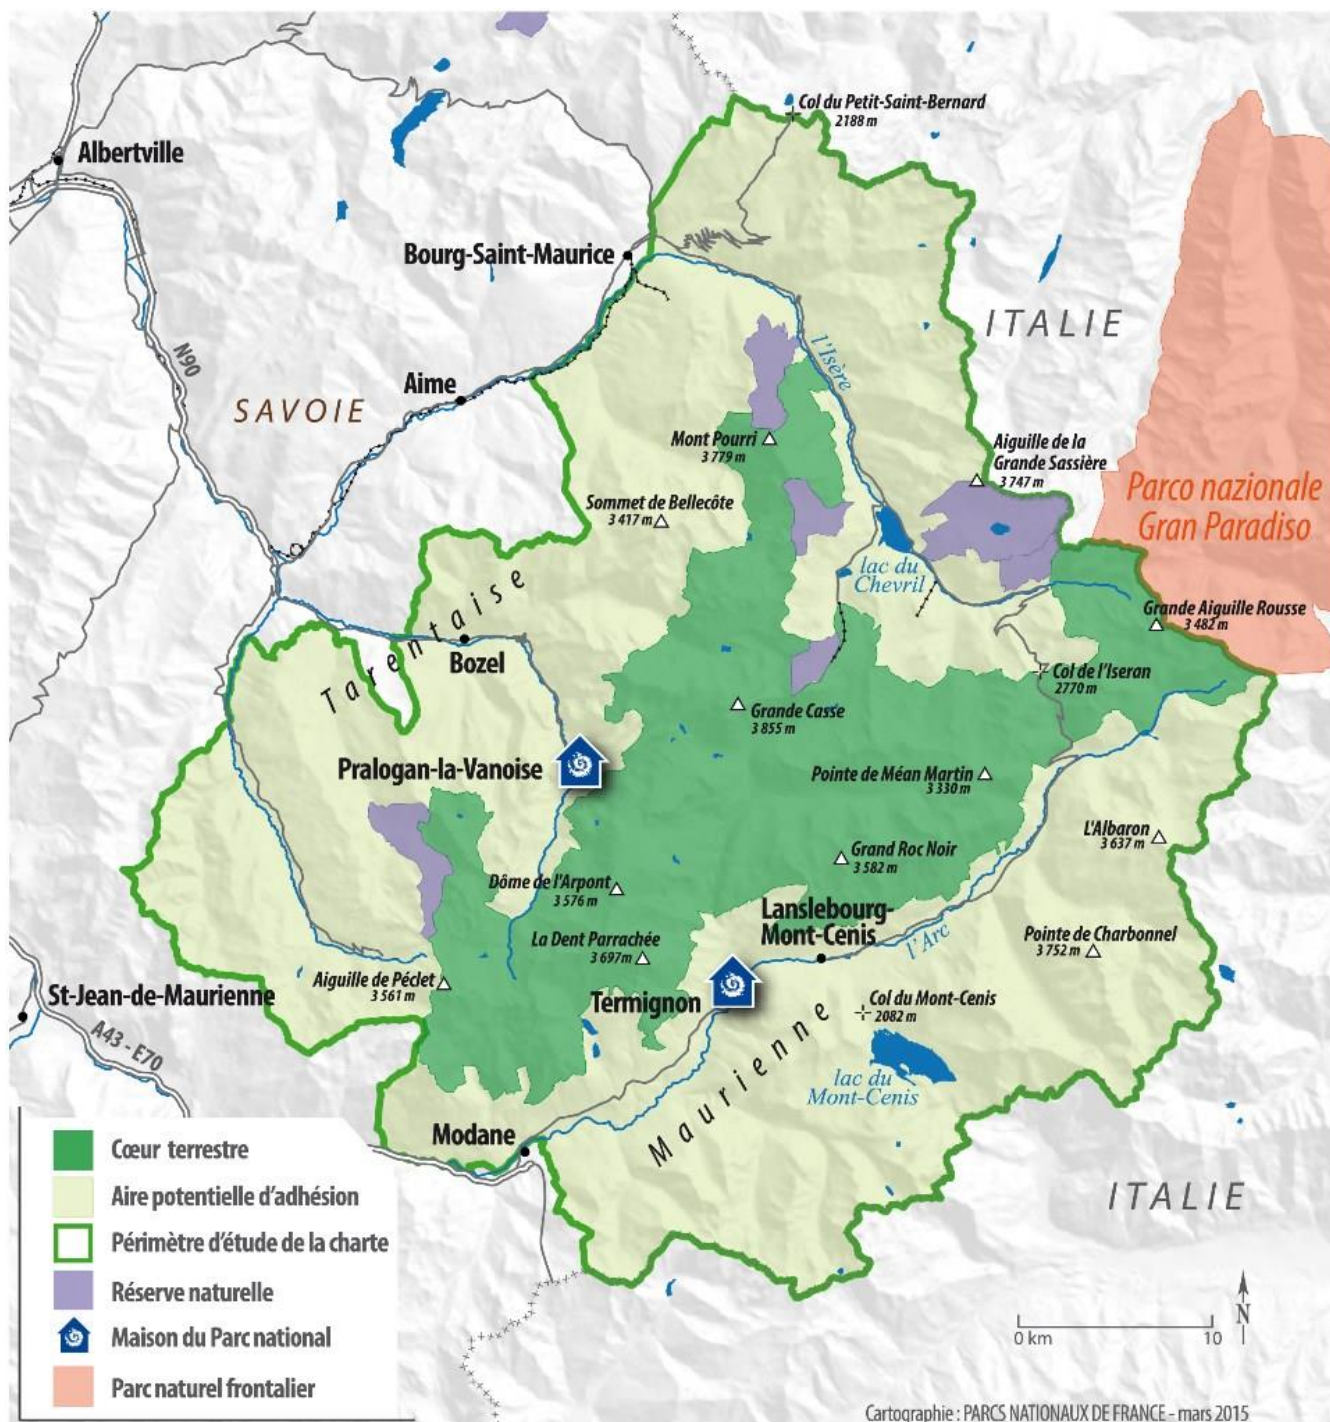 Col du Petit-Saint-Bernard
2188 m
Albertville
Bourg-Saint-Maurice
ITALIE
l'Isère
N90
Aime
SAVOIE
Mont Pourri
3 779 m
Aiguille de la
Grande Sassière
3 747 m
Parco nazionale
Gran Paradiso
Sommet de Bellecôte
3 417 m
lac du
Chevril
Grande Aiguille Rousse
3 482 m
Tarentaise
Bozel
Col de l'Iseran
2770 m
Grande Casse
3 855 m
Pralogan-la-Vanoise
Pointe de Méan Martin
3 330 m
L'Albaron
3 637 m
Grand Roc Noir
3 582 m
Dôme de l'Arpont
3 576 m
Lanslebourg-
Mont-Cenis
l'Arc
Pointe de Charbonnel
3 752 m
La Dent Parrachée
3 697m
Aiguille de Péclet
3 561 m
St-Jean-de-Maurienne
Termignon
Col du Mont-Cenis
2082 m
A43 - E70
lac du
Mont-Cenis
Maurienne
Modane
ITALIE
Cœur terrestre
Aire potentielle d'adhésion
Périmètre d'étude de la charte
Réserve naturelle
Maison du Parc national
Parc naturel frontalier
N
0 km 10
Cartographie : PARCS NATIONAUX DE FRANCE - mars 2015